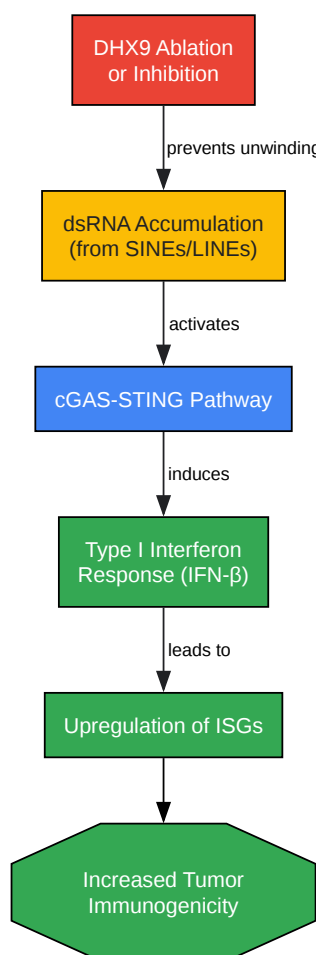 DHX9 Ablation
or Inhibition
prevents unwinding
dsRNA Accumulation
(from SINEs/LINEs)
activates
cGAS-STING Pathway
induces
Type I Interferon
Response (IFN-β)
leads to
Upregulation of ISGs
Increased Tumor
Immunogenicity